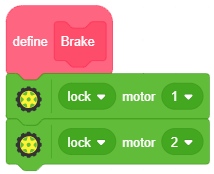 define Brake
lock motor 1
lock motor 2